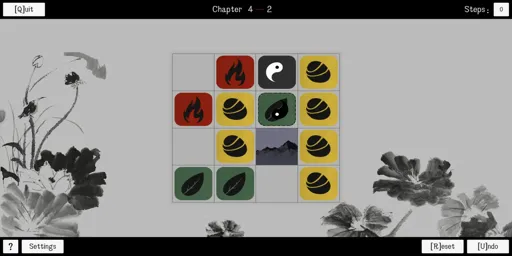 [Q]uit
Chapter 4 — 2
Steps: 0
?
Settings
[R]eset
[U]ndo